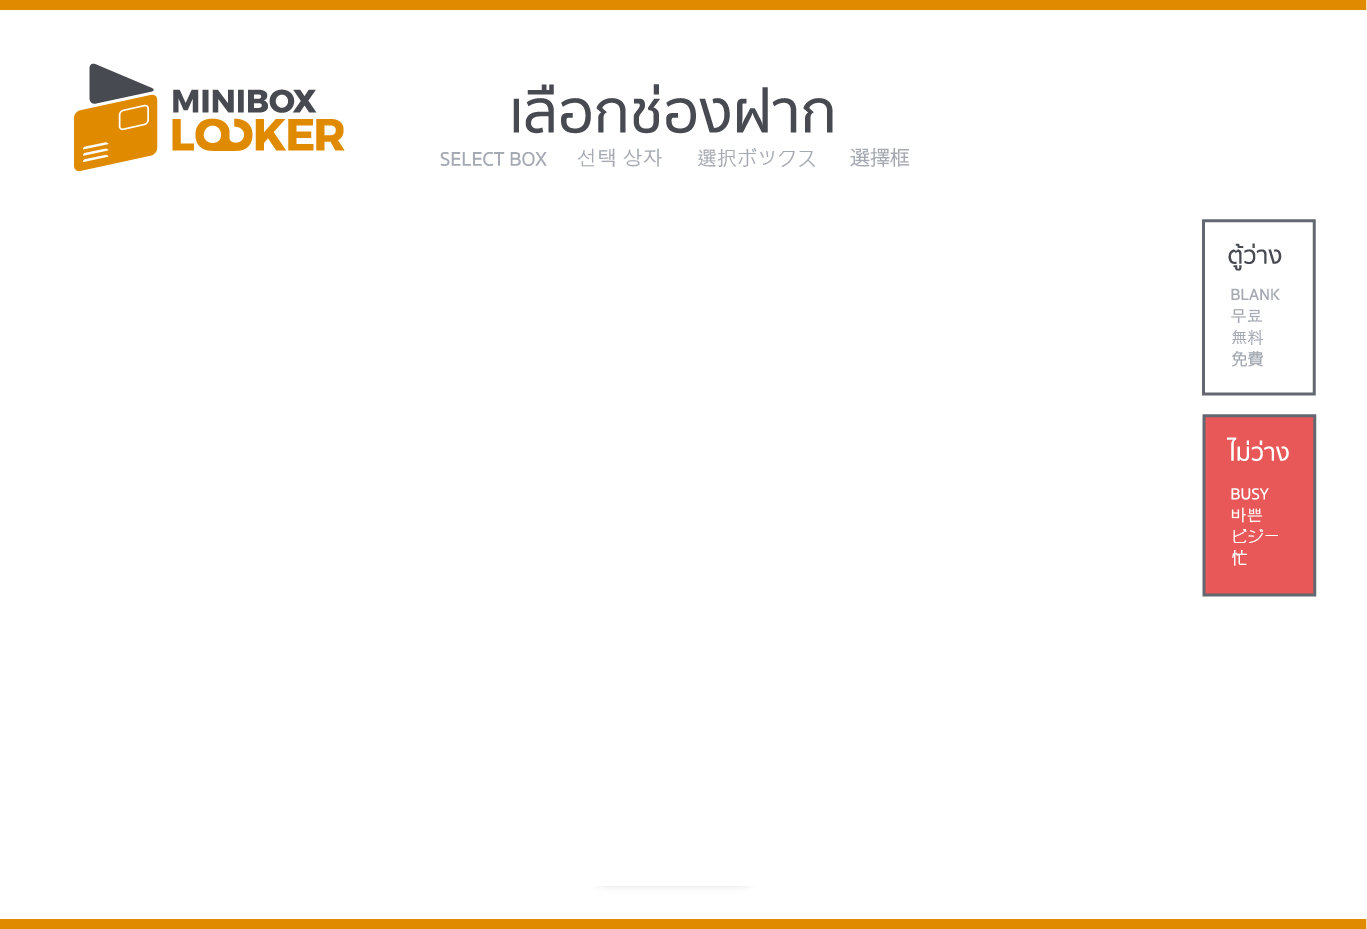 MINIBOX
LOOKER
เลือกช่องฝาก
SELECT BOX 선택 상자 選択ボックス 選擇框
ตู้ว่าง
BLANK
무료
無料
免費
ไม่ว่าง
BUSY
바쁜
ビジー
忙